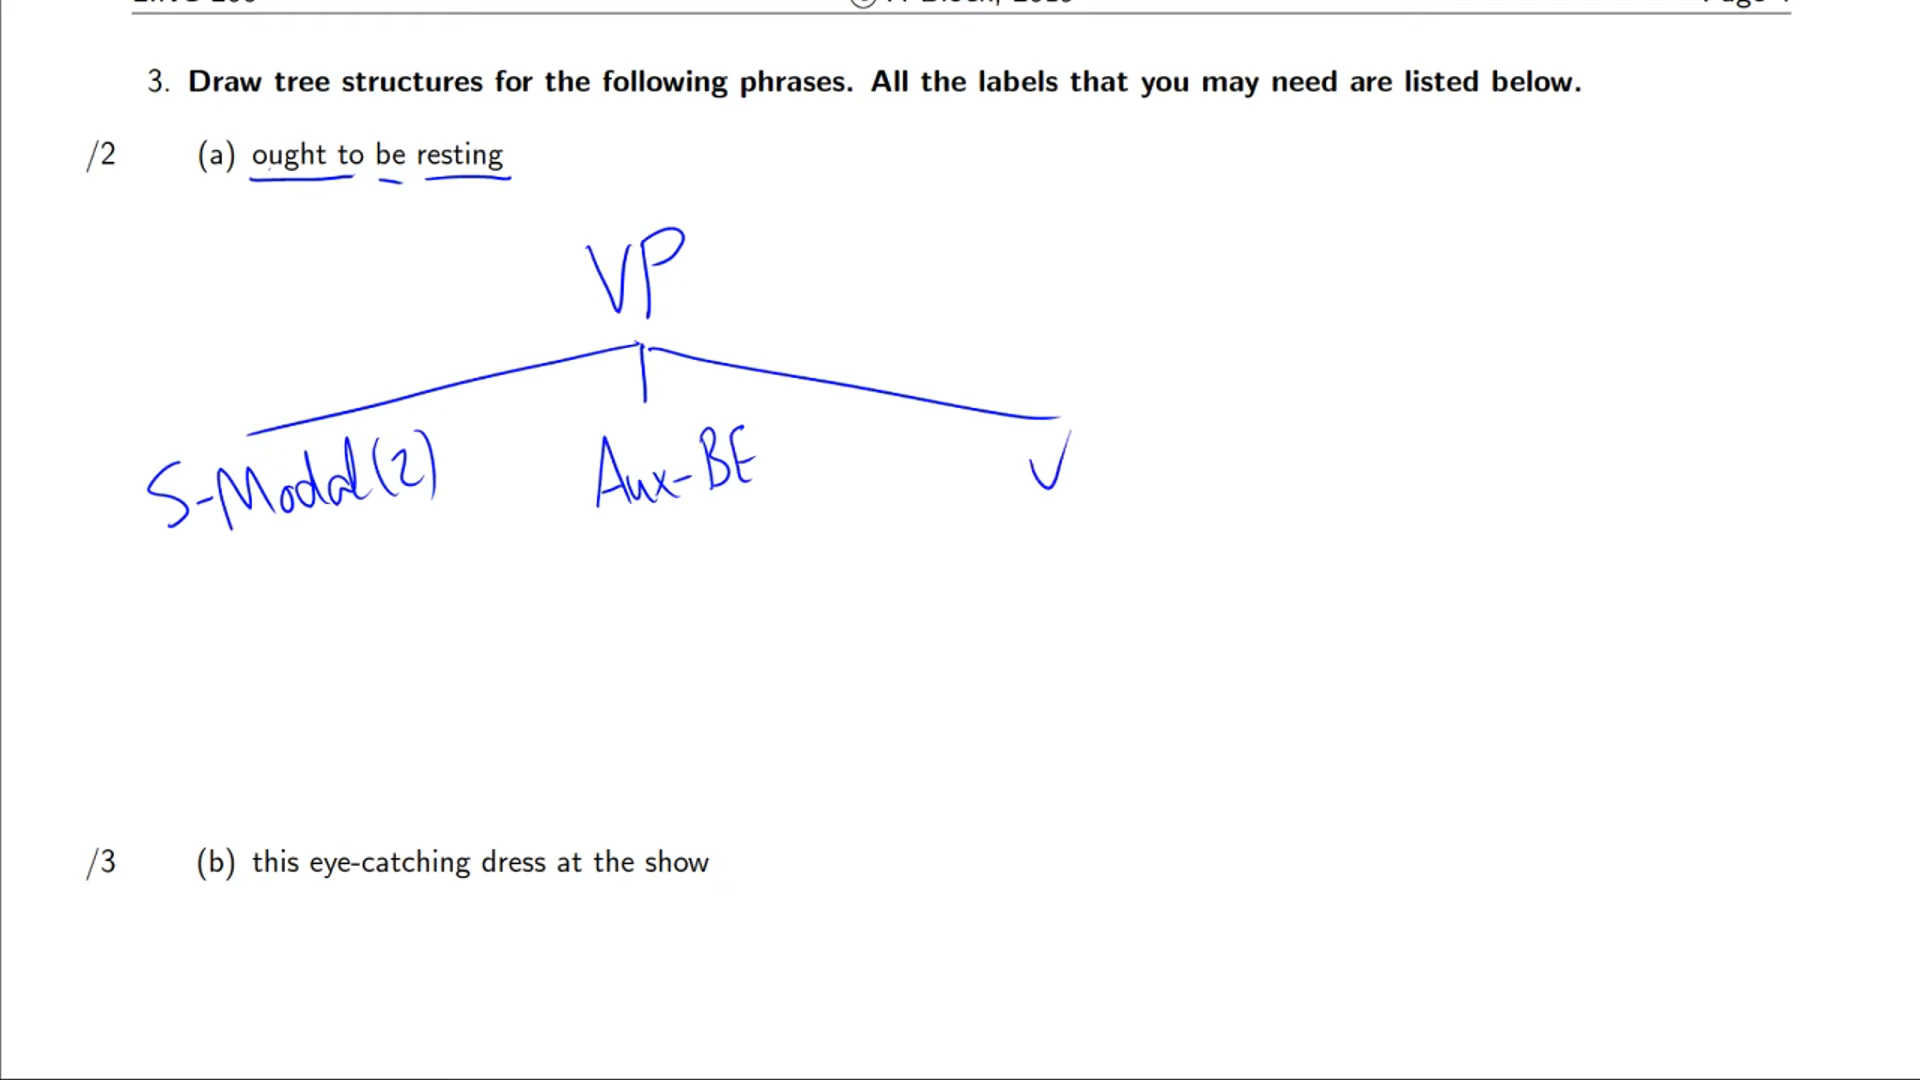 3. Draw tree structures for the following phrases. All the labels that you may need are listed below.
/2 (a) ought to be resting
VP
S-Modal(2) Aux-BE V
/3 (b) this eye-catching dress at the show